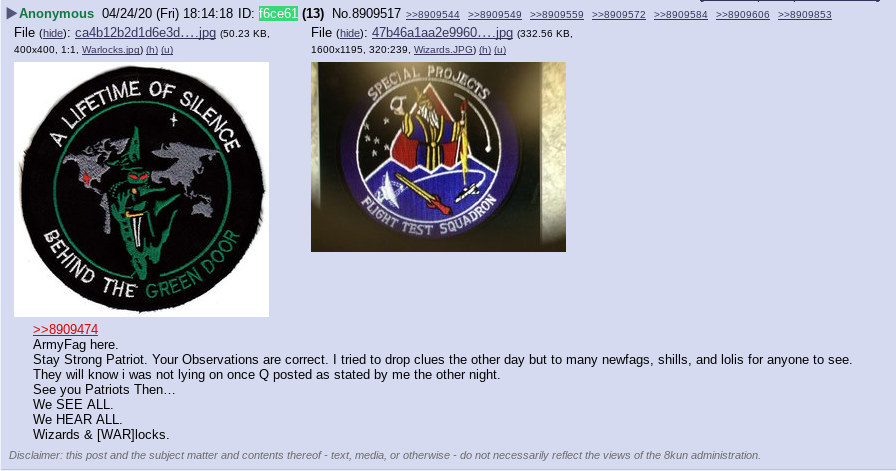 Anonymous 04/24/20 (Fri) 18:14:18 ID: f6ce61 (13) No.8909517 >>8909544 >>8909549 >>8909559 >>8909572 >>8909584 >>8909606 >>8909853
File (hide): ca4b12b2d1d6e3d….jpg (50.23 KB, 400x400, 1:1, Warlocks.jpg) (h) (u)
File (hide): 47b46a1aa2e9960….jpg (332.56 KB, 1600x1195, 320:239, Wizards.JPG) (h) (u)
A LIFETIME OF SILENCE
BEHIND THE GREEN DOOR
SPECIAL PROJECTS
FLIGHT TEST SQUADRON
>>8909474
ArmyFag here.
Stay Strong Patriot. Your Observations are correct. I tried to drop clues the other day but to many newfags, shills, and lolis for anyone to see.
They will know i was not lying on once Q posted as stated by me the other night.
See you Patriots Then…
We SEE ALL.
We HEAR ALL.
Wizards & [WAR]locks.
Disclaimer: this post and the subject matter and contents thereof - text, media, or otherwise - do not necessarily reflect the views of the 8kun administration.